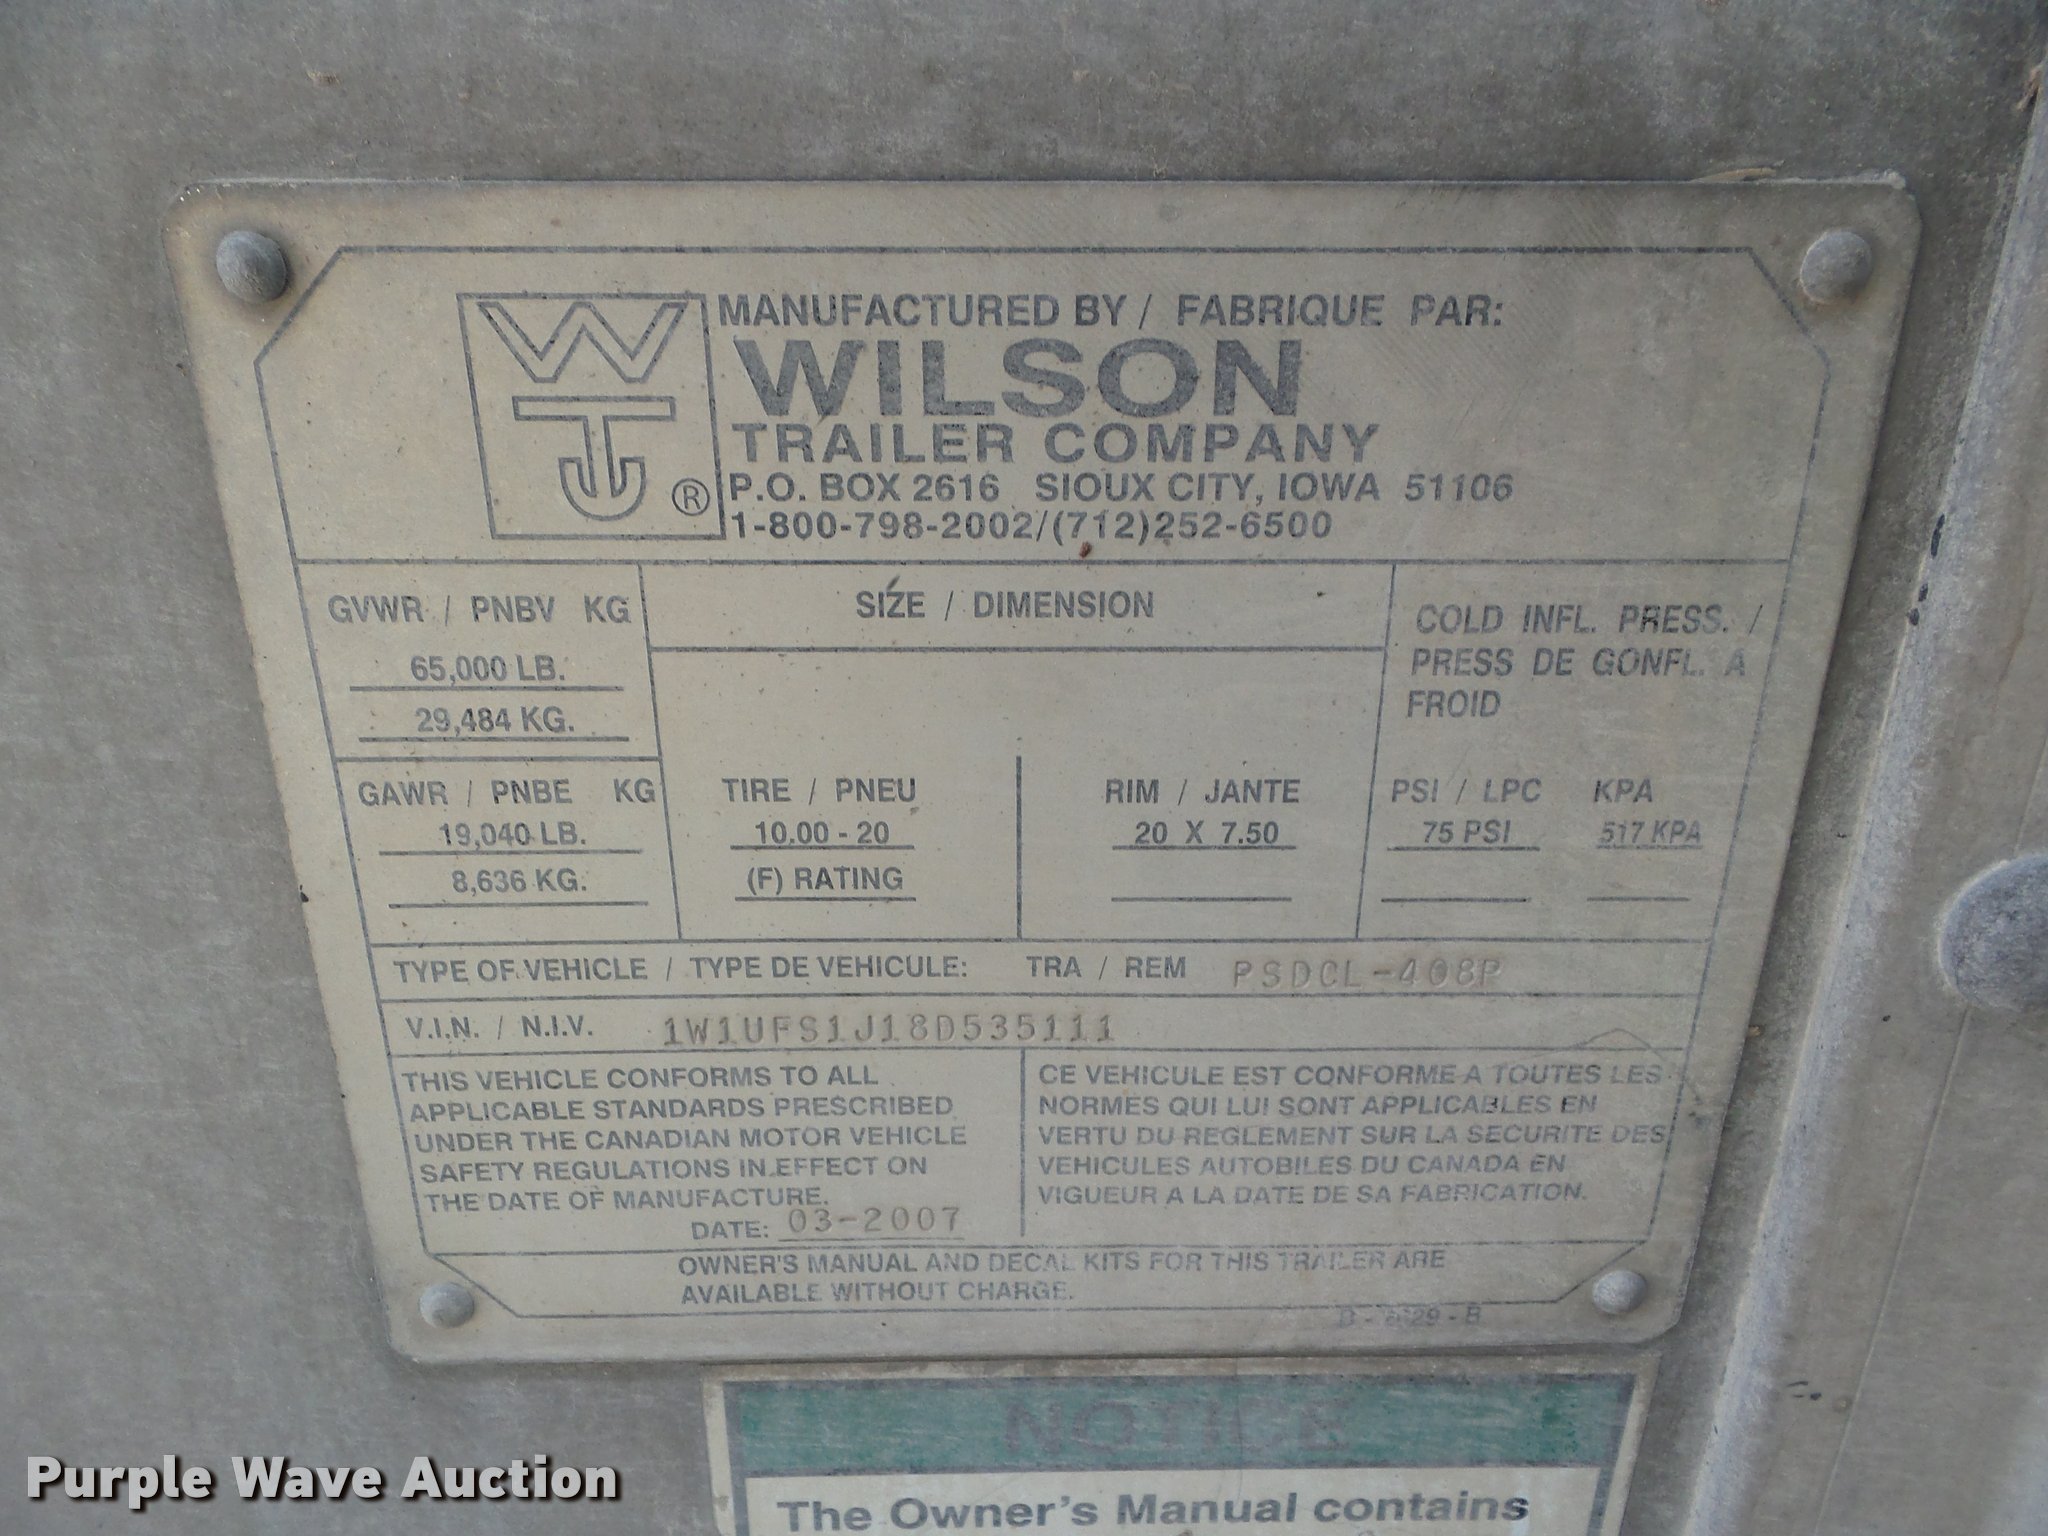 MANUFACTURED BY / FABRIQUE PAR:
WILSON
TRAILER COMPANY
P.O. BOX 2616 SIOUX CITY, IOWA 51106
1-800-798-2002/(712)252-6500
WTJ ®
GVWR / PNBV KG
65,000 LB.
29,484 KG.
GAWR / PNBE KG
19,040 LB.
8,636 KG.
SIZE / DIMENSION
TIRE / PNEU
10.00 - 20
(F) RATING
RIM / JANTE
20 X 7.50
COLD INFL. PRESS. /
PRESS DE GONFL. A
FROID
PSI / LPC KPA
75 PSI 517 KPA
TYPE OF VEHICLE / TYPE DE VEHICULE: TRA / REM PSDCL-408P
V.I.N. / N.I.V. 1W1UFS1J18D535111
THIS VEHICLE CONFORMS TO ALL
APPLICABLE STANDARDS PRESCRIBED
UNDER THE CANADIAN MOTOR VEHICLE
SAFETY REGULATIONS IN EFFECT ON
THE DATE OF MANUFACTURE.
DATE: 03-2007
CE VEHICULE EST CONFORME A TOUTES LES
NORMES QUI LUI SONT APPLICABLES EN
VERTU DU REGLEMENT SUR LA SECURITE DES
VEHICULES AUTOBILES DU CANADA EN
VIGUEUR A LA DATE DE SA FABRICATION.
OWNER'S MANUAL AND DECAL KITS FOR THIS TRAILER ARE
AVAILABLE WITHOUT CHARGE.
NOTICE
The Owner's Manual contains
Purple Wave Auction